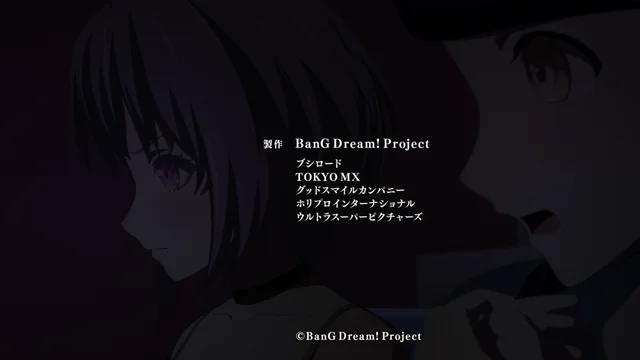 製作 BanG Dream! Project
ブシロード
TOKYO MX
グッドスマイルカンパニー
ホリプロインターナショナル
ウルトラスーパーピクチャーズ
©BanG Dream! Project